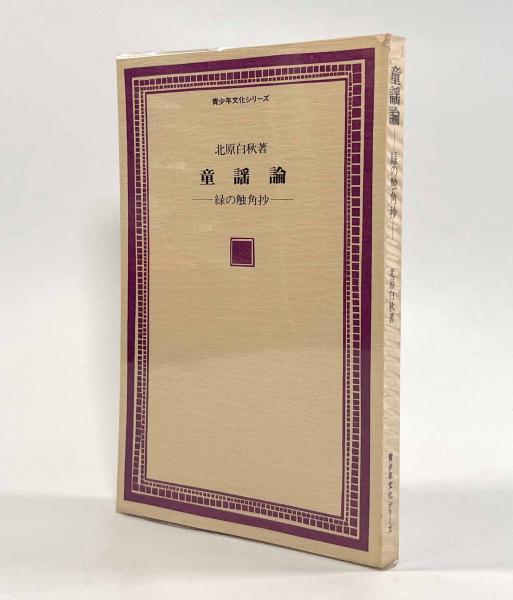 青少年文化シリーズ
北原白秋著
童謡論
―緑の触角抄―
童謡論―緑の触角抄―
北原白秋著
青少年文化シリーズ